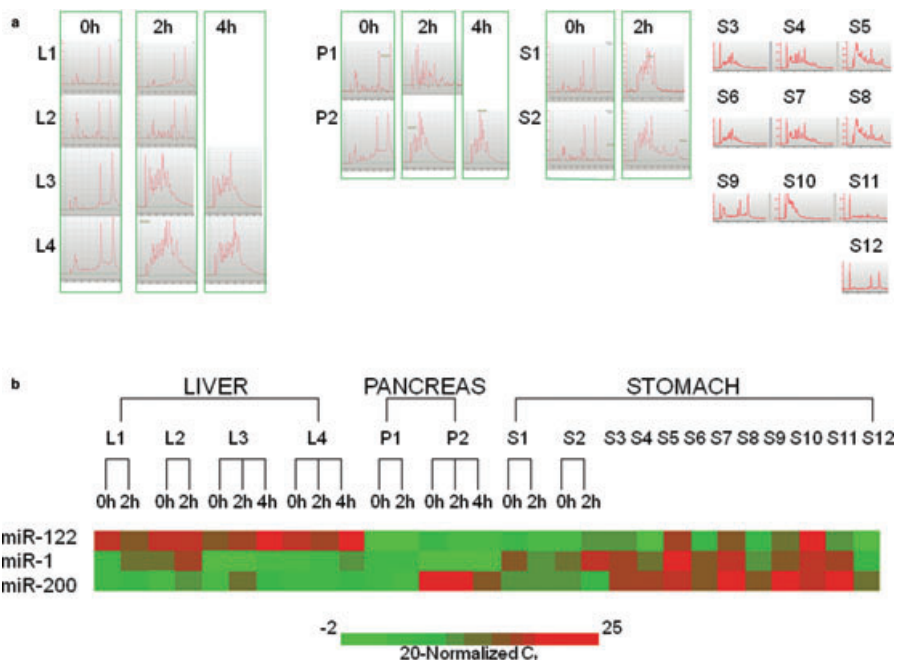 a
0h 2h 4h 0h 2h 4h 0h 2h S3 S4 S5
L1 P1 S1
L2 P2 S2 S6 S7 S8
L3 S9 S10 S11
L4 S12
b
LIVER PANCREAS STOMACH
L1 L2 L3 L4 P1 P2 S1 S2 S3 S4 S5 S6 S7 S8 S9 S10 S11 S12
0h 2h 0h 2h 0h 2h 4h 0h 2h 4h 0h 2h 0h 2h 4h 0h 2h 0h 2h
miR-122
miR-1
miR-200
-2 25
20-Normalized Ct